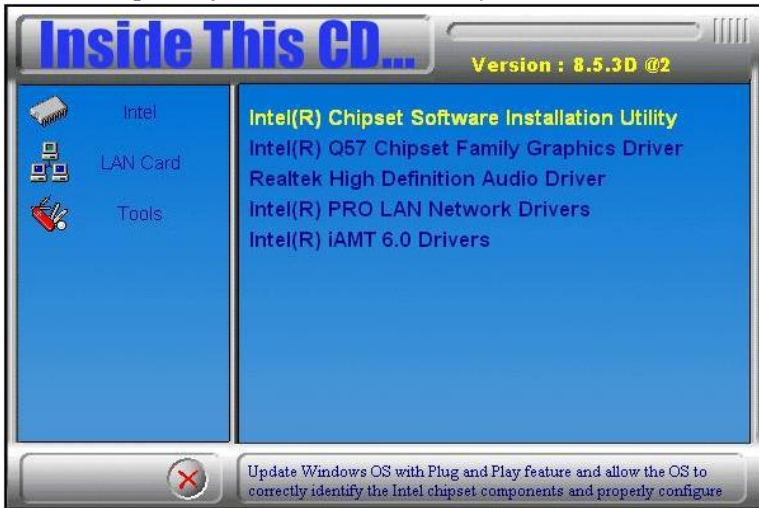 Inside This CD...
Version : 8.5.3D @2
Intel
LAN Card
Tools
Intel(R) Chipset Software Installation Utility
Intel(R) Q57 Chipset Family Graphics Driver
Realtek High Definition Audio Driver
Intel(R) PRO LAN Network Drivers
Intel(R) iAMT 6.0 Drivers
Update Windows OS with Plug and Play feature and allow the OS to
correctly identify the Intel chipset components and properly configure